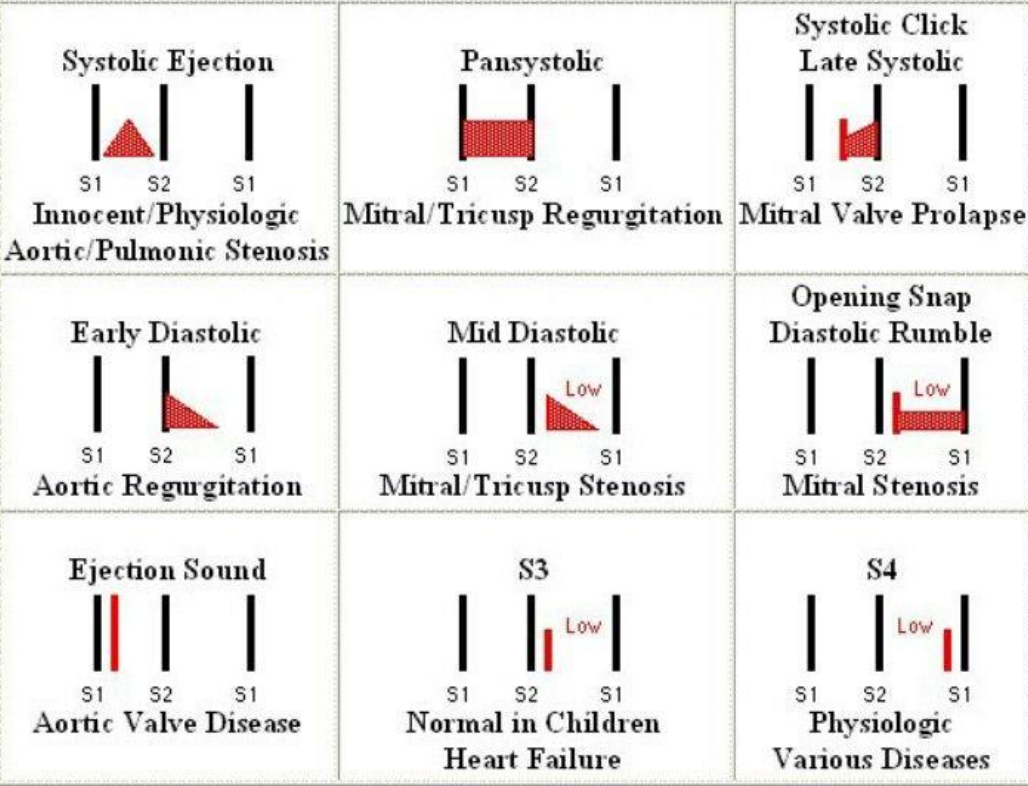 Systolic Ejection
S1 S2 S1
Innocent/Physiologic
Aortic/Pulmonic Stenosis
Pansystolic
S1 S2 S1
Mitral/Tricusp Regurgitation
Systolic Click
Late Systolic
S1 S2 S1
Mitral Valve Prolapse
Early Diastolic
S1 S2 S1
Aortic Regurgitation
Mid Diastolic
Low
S1 S2 S1
Mitral/Tricusp Stenosis
Opening Snap
Diastolic Rumble
Low
S1 S2 S1
Mitral Stenosis
Ejection Sound
S1 S2 S1
Aortic Valve Disease
S3
Low
S1 S2 S1
Normal in Children
Heart Failure
S4
Low
S1 S2 S1
Physiologic
Various Diseases